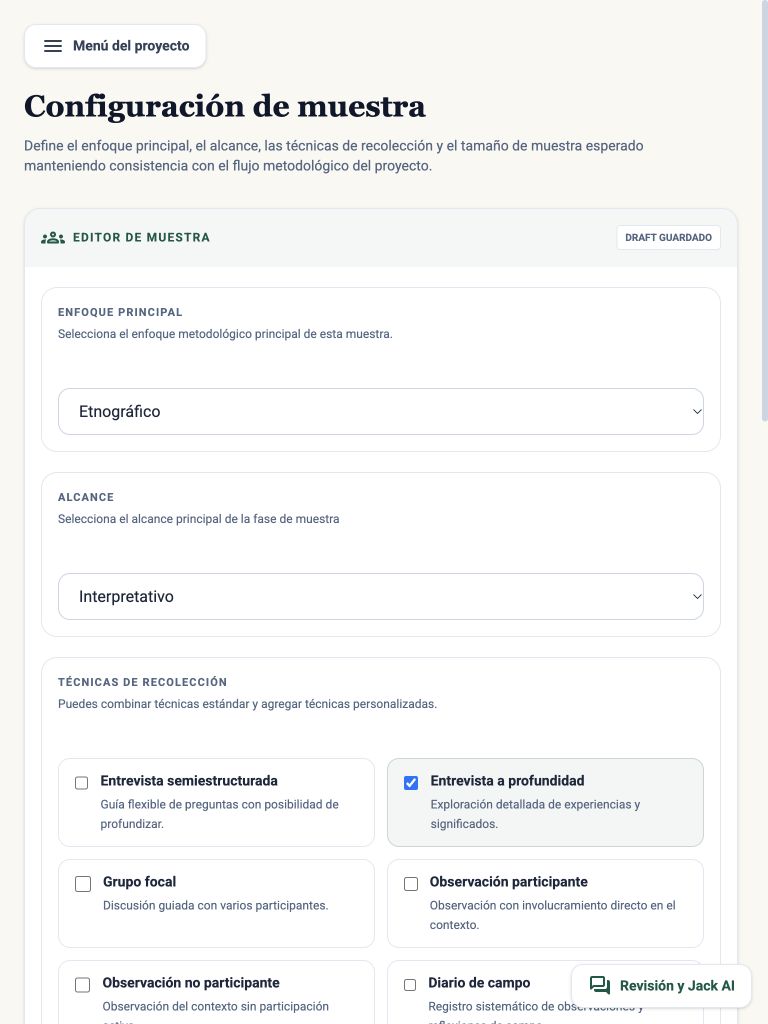 Menú del proyecto
Configuración de muestra
Define el enfoque principal, el alcance, las técnicas de recolección y el tamaño de muestra esperado
manteniendo consistencia con el flujo metodológico del proyecto.
EDITOR DE MUESTRA
DRAFT GUARDADO
ENFOQUE PRINCIPAL
Selecciona el enfoque metodológico principal de esta muestra.
Etnográfico
ALCANCE
Selecciona el alcance principal de la fase de muestra
Interpretativo
TÉCNICAS DE RECOLECCIÓN
Puedes combinar técnicas estándar y agregar técnicas personalizadas.
Entrevista semiestructurada
Guía flexible de preguntas con posibilidad de
profundizar.
Entrevista a profundidad
Exploración detallada de experiencias y
significados.
Grupo focal
Discusión guiada con varios participantes.
Observación participante
Observación con involucramiento directo en el
contexto.
Observación no participante
Observación del contexto sin participación
Diario de campo
Registro sistemático de observaciones y
Revisión y Jack AI